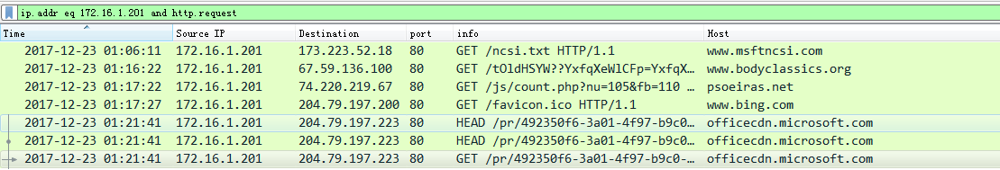 ip.addr eq 172.16.1.201 and http.request
Time Source IP Destination port info Host
2017-12-23 01:06:11 172.16.1.201 173.223.52.18 80 GET /ncsi.txt HTTP/1.1 www.msftncsi.com
2017-12-23 01:16:22 172.16.1.201 67.59.136.100 80 GET /tOldHSYW??YxfqXeWlCFp=YxfqX… www.bodyclassics.org
2017-12-23 01:17:22 172.16.1.201 74.220.219.67 80 GET /js/count.php?nu=105&fb=110 … psoeiras.net
2017-12-23 01:17:27 172.16.1.201 204.79.197.200 80 GET /favicon.ico HTTP/1.1 www.bing.com
2017-12-23 01:21:41 172.16.1.201 204.79.197.223 80 HEAD /pr/492350f6-3a01-4f97-b9c0… officecdn.microsoft.com
2017-12-23 01:21:41 172.16.1.201 204.79.197.223 80 HEAD /pr/492350f6-3a01-4f97-b9c0… officecdn.microsoft.com
2017-12-23 01:21:41 172.16.1.201 204.79.197.223 80 GET /pr/492350f6-3a01-4f97-b9c0-… officecdn.microsoft.com